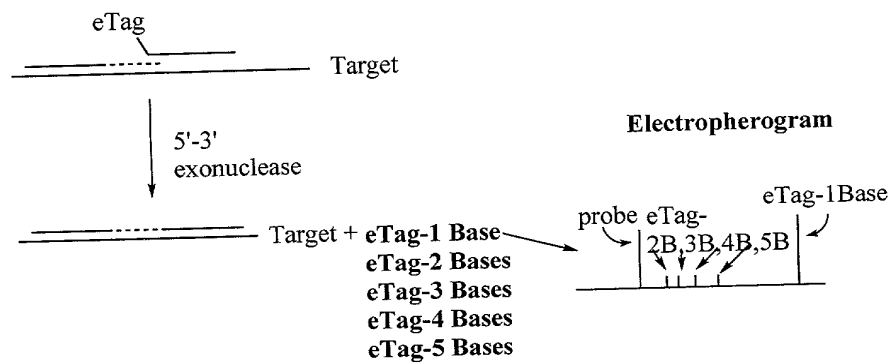 eTag
Target
5'-3'
exonuclease
Target + eTag-1 Base
eTag-2 Bases
eTag-3 Bases
eTag-4 Bases
eTag-5 Bases
Electropherogram
eTag-1Base
probe eTag-
2B,3B,4B,5B